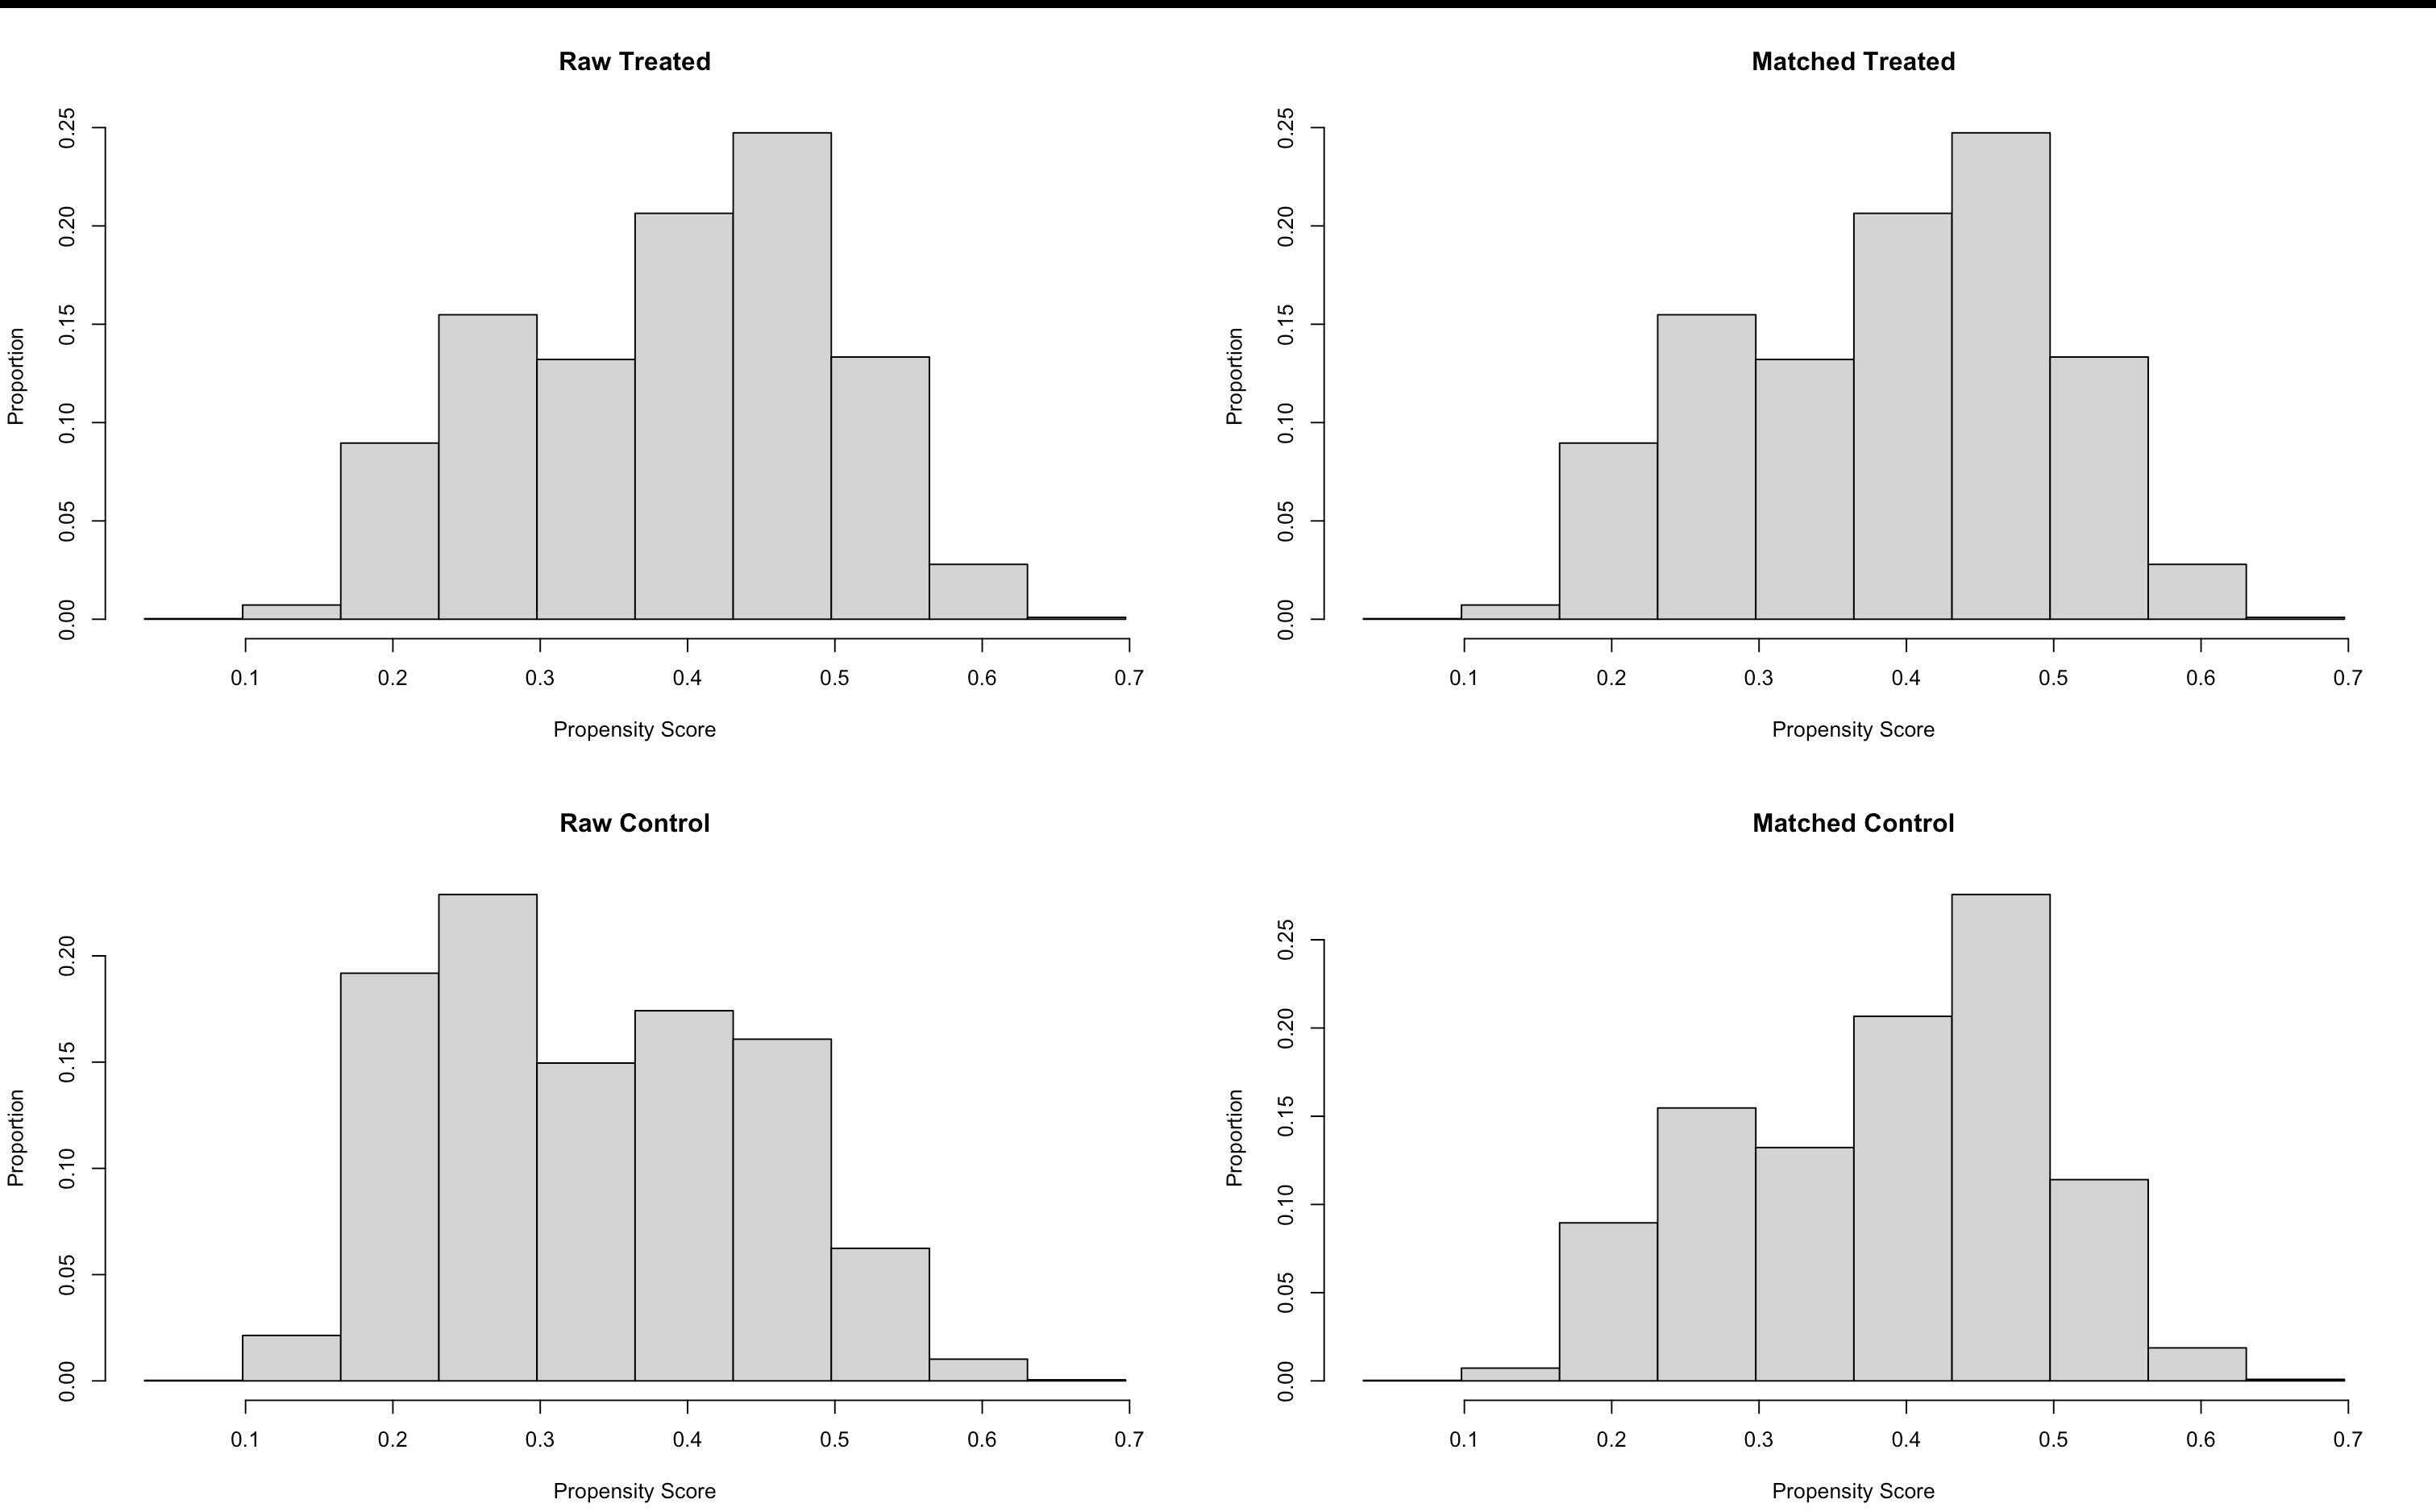 Raw Treated
Proportion
0.25
0.20
0.15
0.10
0.05
0.00
0.1 0.2 0.3 0.4 0.5 0.6 0.7
Propensity Score
Matched Treated
Proportion
0.25
0.20
0.15
0.10
0.05
0.00
0.1 0.2 0.3 0.4 0.5 0.6 0.7
Propensity Score
Raw Control
Proportion
0.20
0.15
0.10
0.05
0.00
0.1 0.2 0.3 0.4 0.5 0.6 0.7
Propensity Score
Matched Control
Proportion
0.25
0.20
0.15
0.10
0.05
0.00
0.1 0.2 0.3 0.4 0.5 0.6 0.7
Propensity Score